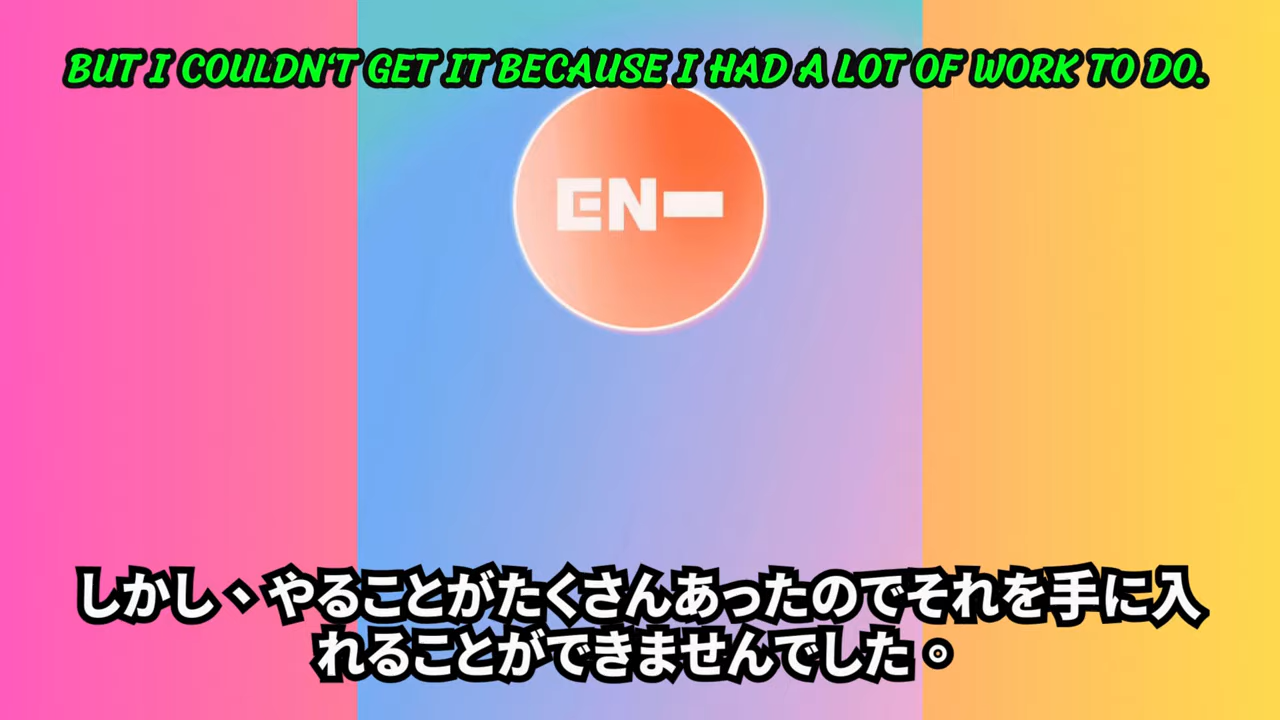 BUT I COULDN'T GET IT BECAUSE I HAD A LOT OF WORK TO DO.
EN-
しかし、やることがたくさんあったのでそれを手に入
れることができませんでした。